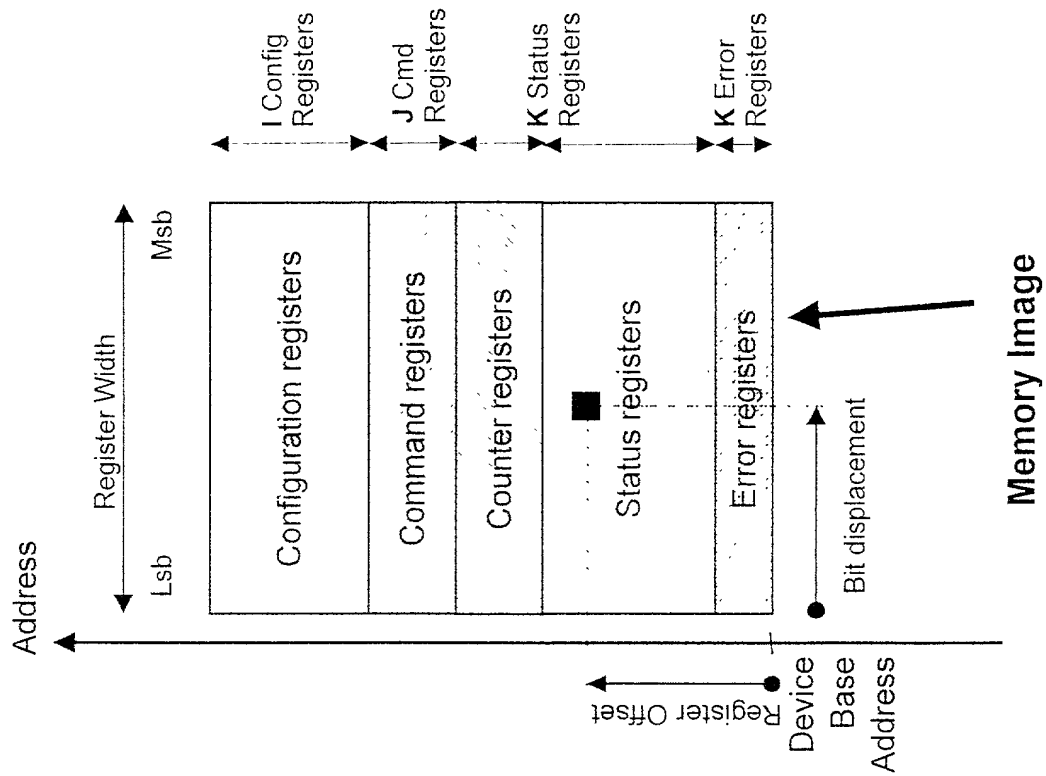 Address
Register Width
Lsb
Msb
Configuration registers
Command registers
Counter registers
Status registers
Error registers
I Config
Registers
J Cmd
Registers
K Status
Registers
K Error
Registers
Register Offset
Device
Base
Address
Bit displacement
Memory Image